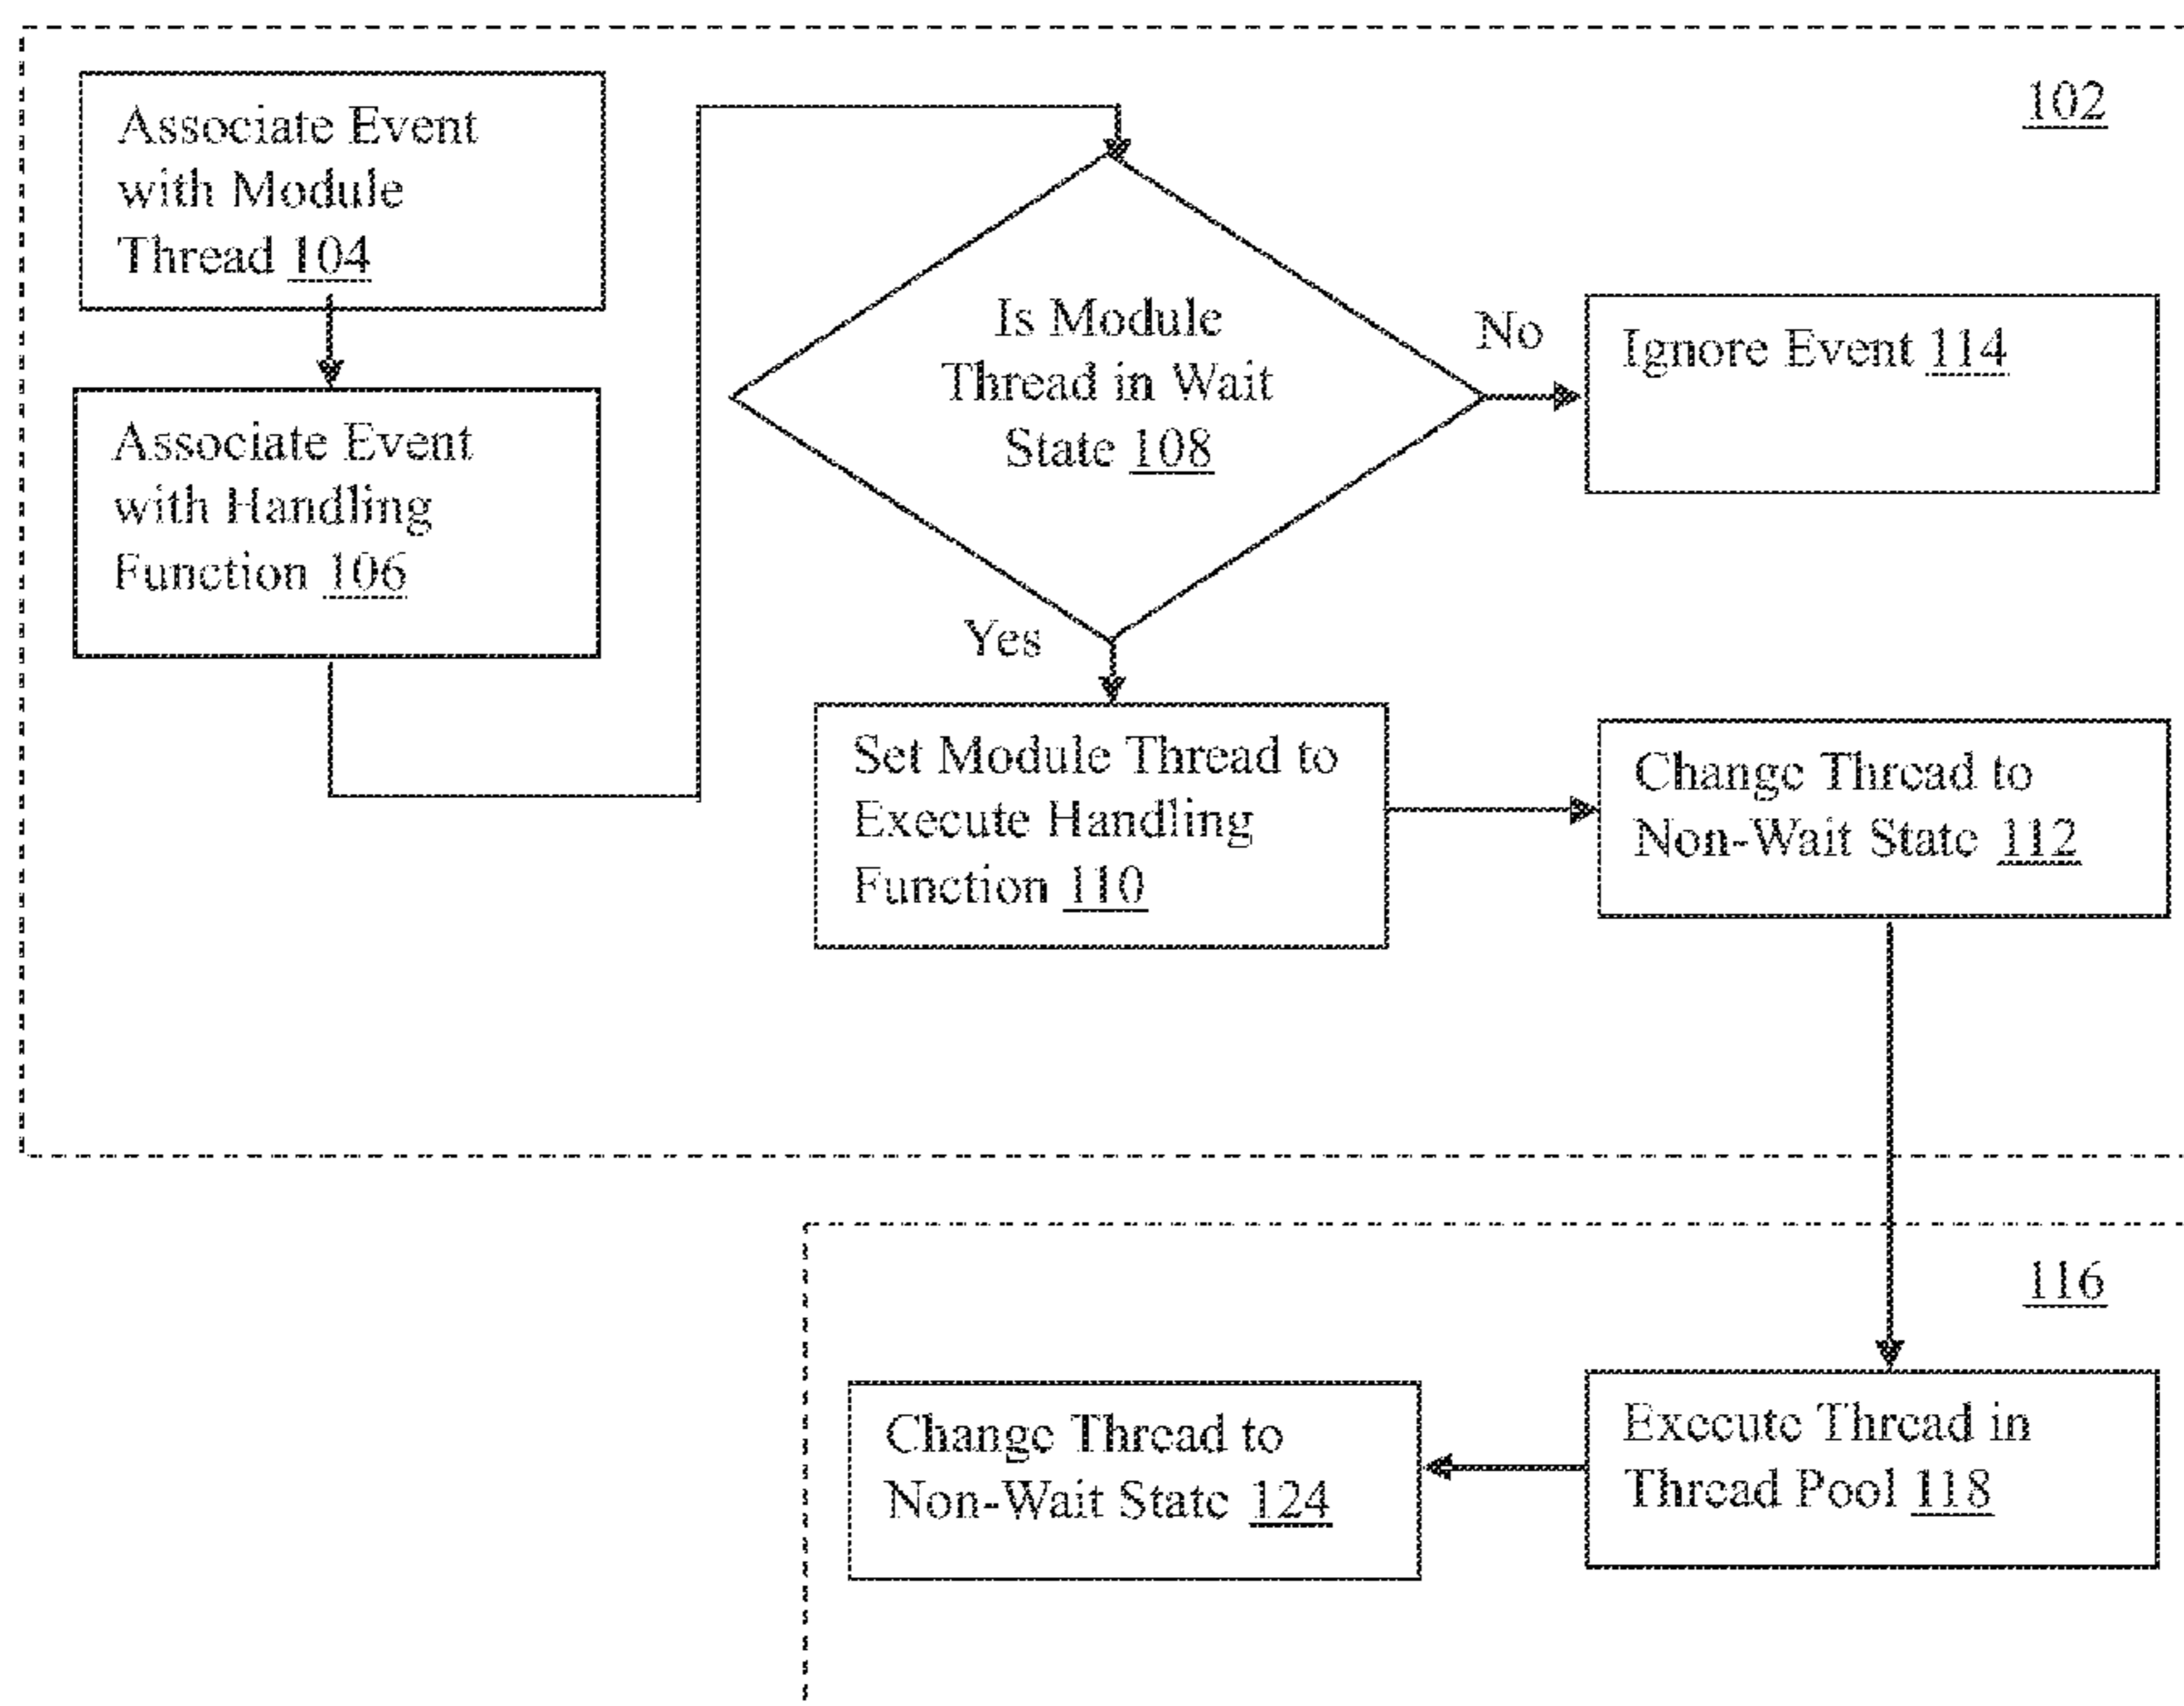 102
Associate Event
with Module
Thread 104
Associate Event
with Handling
Function 106
Is Module
Thread in Wait
State 108
No
Ignore Event 114
Yes
Set Module Thread to
Execute Handling
Function 110
Change Thread to
Non-Wait State 112
116
Execute Thread in
Thread Pool 118
Change Thread to
Non-Wait State 124